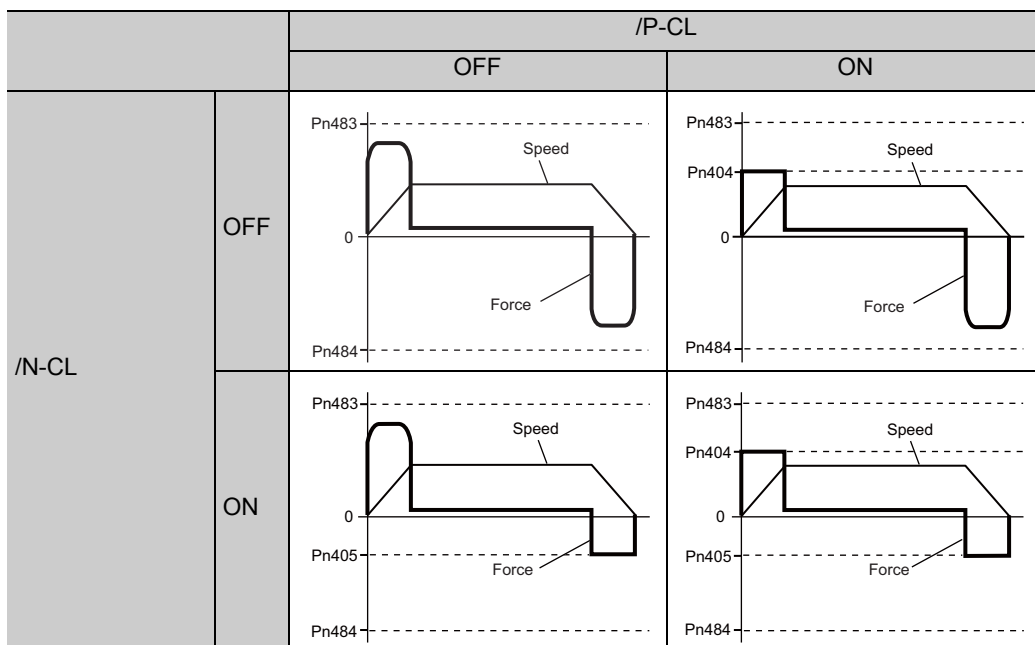 /P-CL
OFF
ON
/N-CL
OFF
Pn483
Speed
0
Force
Pn484
Pn483
Speed
Pn404
0
Force
Pn484
ON
Pn483
Speed
0
Pn405
Force
Pn484
Pn483
Speed
Pn404
0
Pn405
Force
Pn484